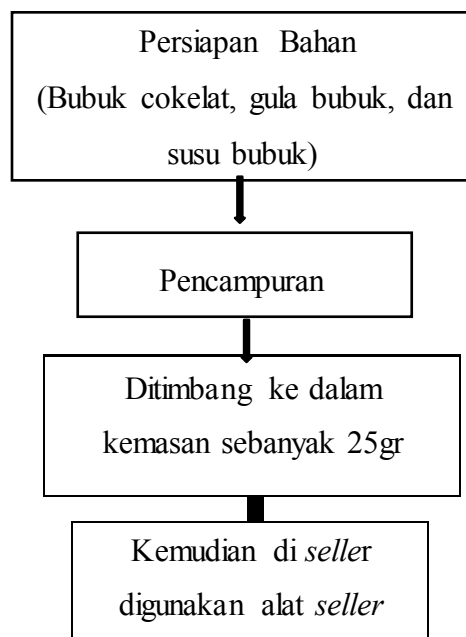 Persiapan Bahan
(Bubuk cokelat, gula bubuk, dan
susu bubuk)
Pencampuran
Ditimbang ke dalam
kemasan sebanyak 25gr
Kemudian di seller
digunakan alat seller